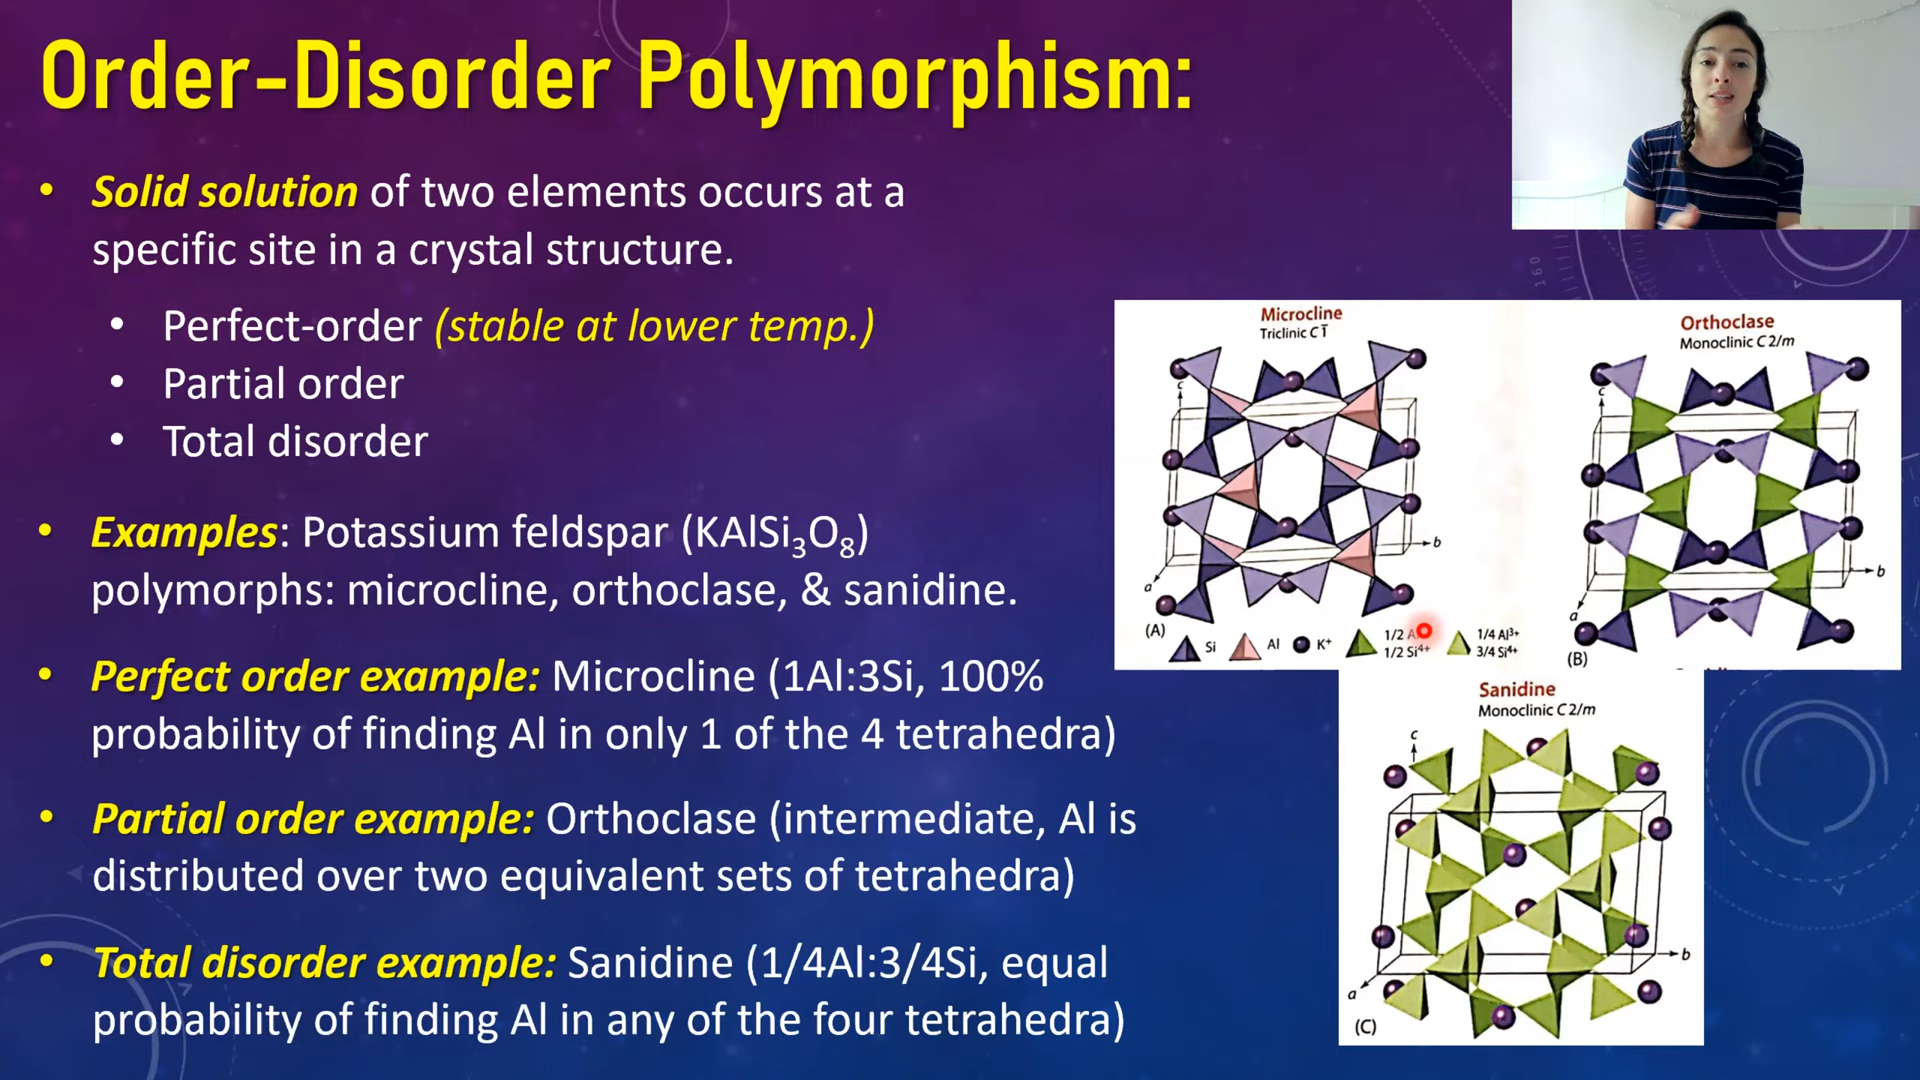 Order-Disorder Polymorphism:
• Solid solution of two elements occurs at a
specific site in a crystal structure.
• Perfect-order (stable at lower temp.)
• Partial order
• Total disorder
• Examples: Potassium feldspar (KAlSi₃O₈)
polymorphs: microcline, orthoclase, & sanidine.
• Perfect order example: Microcline (1Al:3Si, 100%
probability of finding Al in only 1 of the 4 tetrahedra)
• Partial order example: Orthoclase (intermediate, Al is
distributed over two equivalent sets of tetrahedra)
• Total disorder example: Sanidine (1/4Al:3/4Si, equal
probability of finding Al in any of the four tetrahedra)
160
Microcline
Triclinic C1̅
c
b
a
(A)
Si
Al
K⁺
1/2
1/2 Si⁴⁺
1/4 Al³⁺
3/4 Si⁴⁺
Orthoclase
Monoclinic C 2/m
c
b
a
(B)
Sanidine
Monoclinic C 2/m
c
b
a
(C)